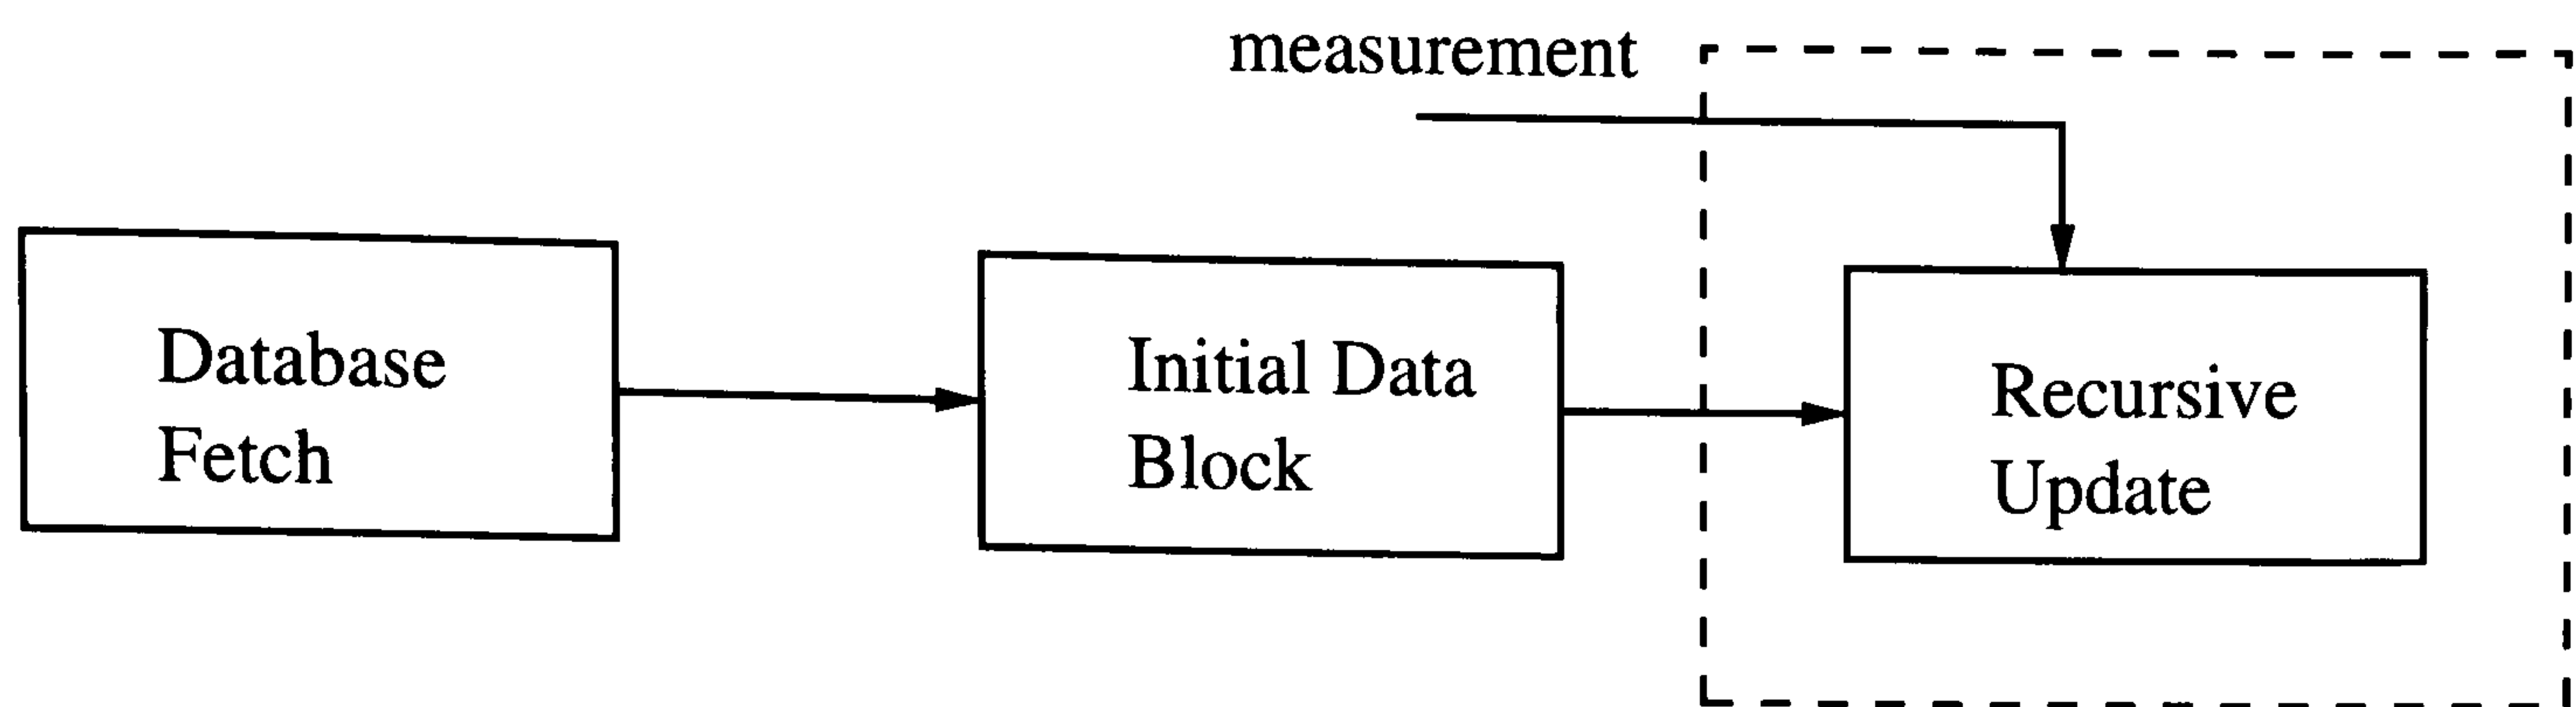 measurement
Database
Fetch
Initial Data
Block
Recursive
Update